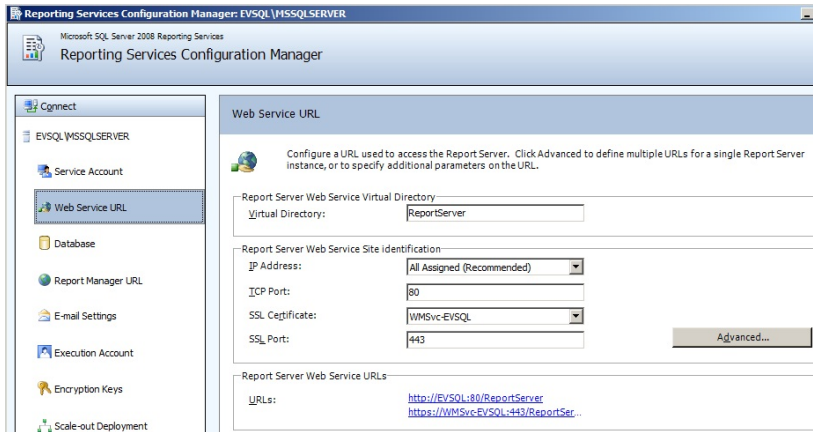 Reporting Services Configuration Manager: EVSQL\MSSQLSERVER
Microsoft SQL Server 2008 Reporting Services
Reporting Services Configuration Manager
Connect
EVSQL\MSSQLSERVER
Service Account
Web Service URL
Database
Report Manager URL
E-mail Settings
Execution Account
Encryption Keys
Scale-out Deployment
Web Service URL
Configure a URL used to access the Report Server. Click Advanced to define multiple URLs for a single Report Server
instance, or to specify additional parameters on the URL.
Report Server Web Service Virtual Directory
Virtual Directory: ReportServer
Report Server Web Service Site identification
IP Address: All Assigned (Recommended)
TCP Port: 80
SSL Certificate: WMSvc-EVSQL
SSL Port: 443
Advanced...
Report Server Web Service URLs
URLs: http://EVSQL:80/ReportServer
https://WMSvc-EVSQL:443/ReportSer...